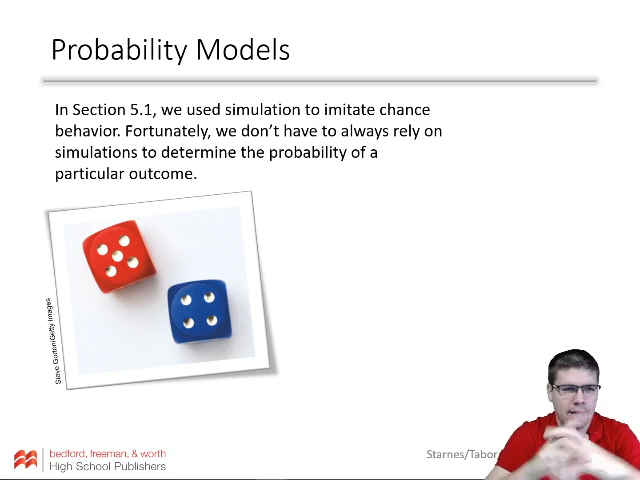 Probability Models
In Section 5.1, we used simulation to imitate chance
behavior. Fortunately, we don’t have to always rely on
simulations to determine the probability of a
particular outcome.
Steve Gorton/Getty Images
bedford, freeman, & worth
High School Publishers
Starnes/Tabor